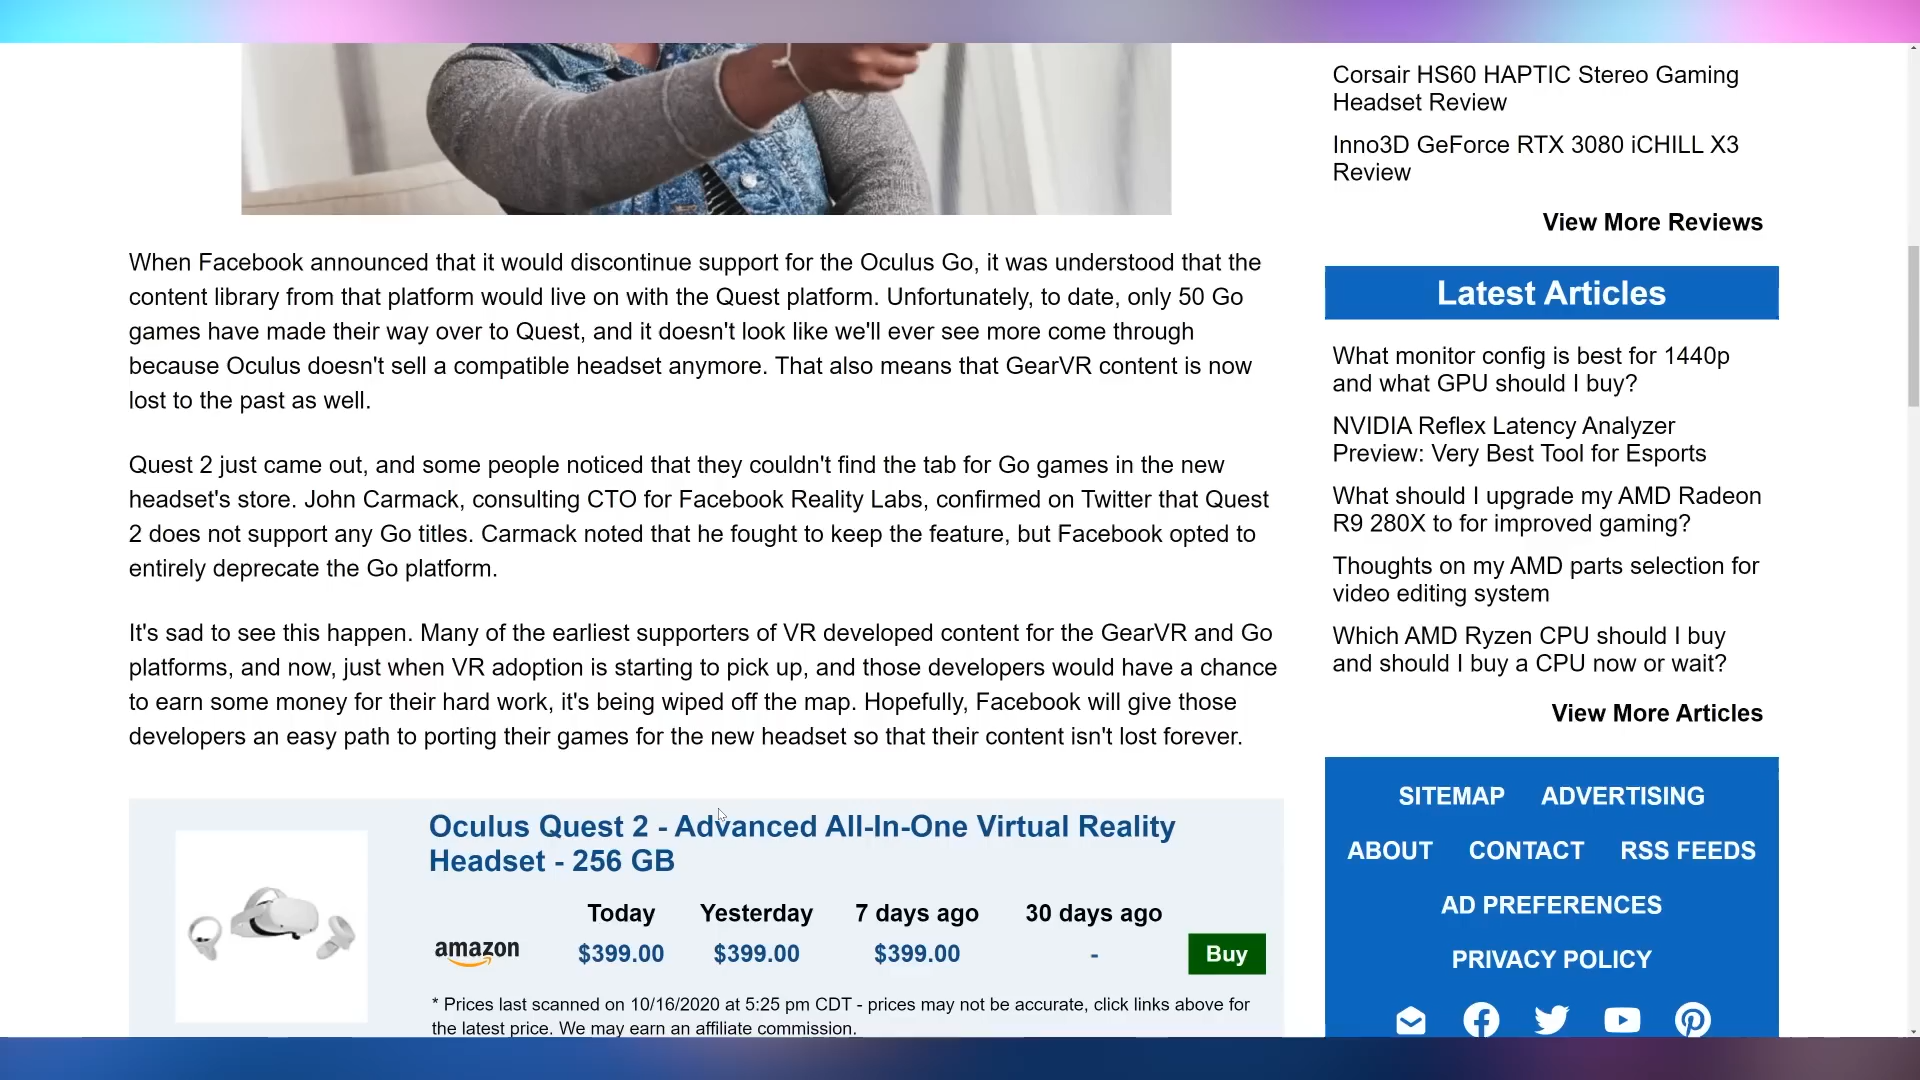 When Facebook announced that it would discontinue support for the Oculus Go, it was understood that the
content library from that platform would live on with the Quest platform. Unfortunately, to date, only 50 Go
games have made their way over to Quest, and it doesn't look like we'll ever see more come through
because Oculus doesn't sell a compatible headset anymore. That also means that GearVR content is now
lost to the past as well.
Quest 2 just came out, and some people noticed that they couldn't find the tab for Go games in the new
headset's store. John Carmack, consulting CTO for Facebook Reality Labs, confirmed on Twitter that Quest
2 does not support any Go titles. Carmack noted that he fought to keep the feature, but Facebook opted to
entirely deprecate the Go platform.
It's sad to see this happen. Many of the earliest supporters of VR developed content for the GearVR and Go
platforms, and now, just when VR adoption is starting to pick up, and those developers would have a chance
to earn some money for their hard work, it's being wiped off the map. Hopefully, Facebook will give those
developers an easy path to porting their games for the new headset so that their content isn't lost forever.
Oculus Quest 2 - Advanced All-In-One Virtual Reality
Headset - 256 GB
Today Yesterday 7 days ago 30 days ago
amazon $399.00 $399.00 $399.00 - Buy
* Prices last scanned on 10/16/2020 at 5:25 pm CDT - prices may not be accurate, click links above for
the latest price. We may earn an affiliate commission.
Corsair HS60 HAPTIC Stereo Gaming
Headset Review
Inno3D GeForce RTX 3080 iCHILL X3
Review
View More Reviews
Latest Articles
What monitor config is best for 1440p
and what GPU should I buy?
NVIDIA Reflex Latency Analyzer
Preview: Very Best Tool for Esports
What should I upgrade my AMD Radeon
R9 280X to for improved gaming?
Thoughts on my AMD parts selection for
video editing system
Which AMD Ryzen CPU should I buy
and should I buy a CPU now or wait?
View More Articles
SITEMAP ADVERTISING
ABOUT CONTACT RSS FEEDS
AD PREFERENCES
PRIVACY POLICY